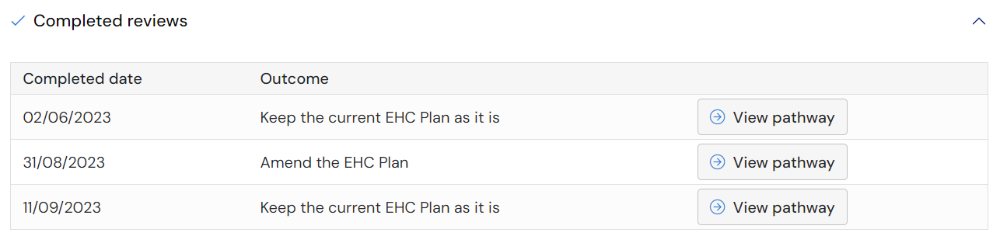 Completed reviews
Completed date Outcome
02/06/2023 Keep the current EHC Plan as it is View pathway
31/08/2023 Amend the EHC Plan View pathway
11/09/2023 Keep the current EHC Plan as it is View pathway